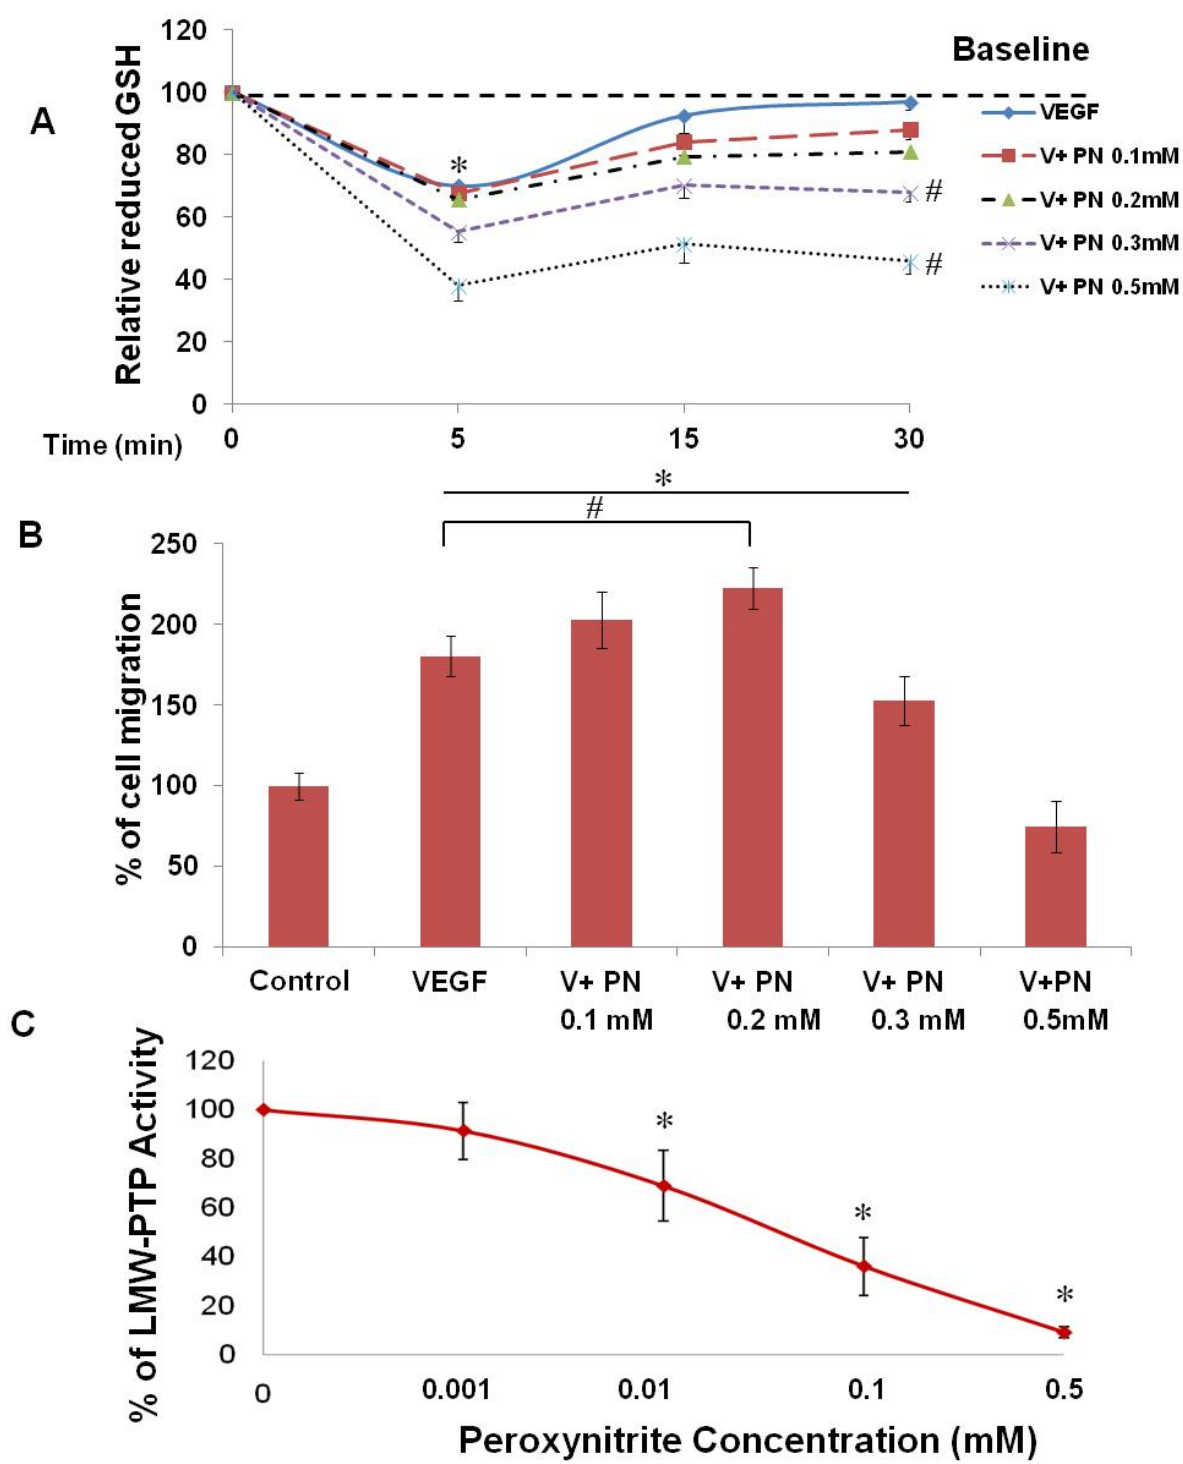 A
Relative reduced GSH
120
100
80
60
40
20
0
Baseline
VEGF
V+ PN 0.1mM
V+ PN 0.2mM
V+ PN 0.3mM
V+ PN 0.5mM
*
#
#
Time (min)
0 5 15 30
B
% of cell migration
*
#
250
200
150
100
50
0
Control VEGF V+ PN V+ PN V+ PN V+PN
0.1 mM 0.2 mM 0.3 mM 0.5mM
C
% of LMW-PTP Activity
120
100
80
60
40
20
0
*
*
*
0 0.001 0.01 0.1 0.5
Peroxynitrite Concentration (mM)